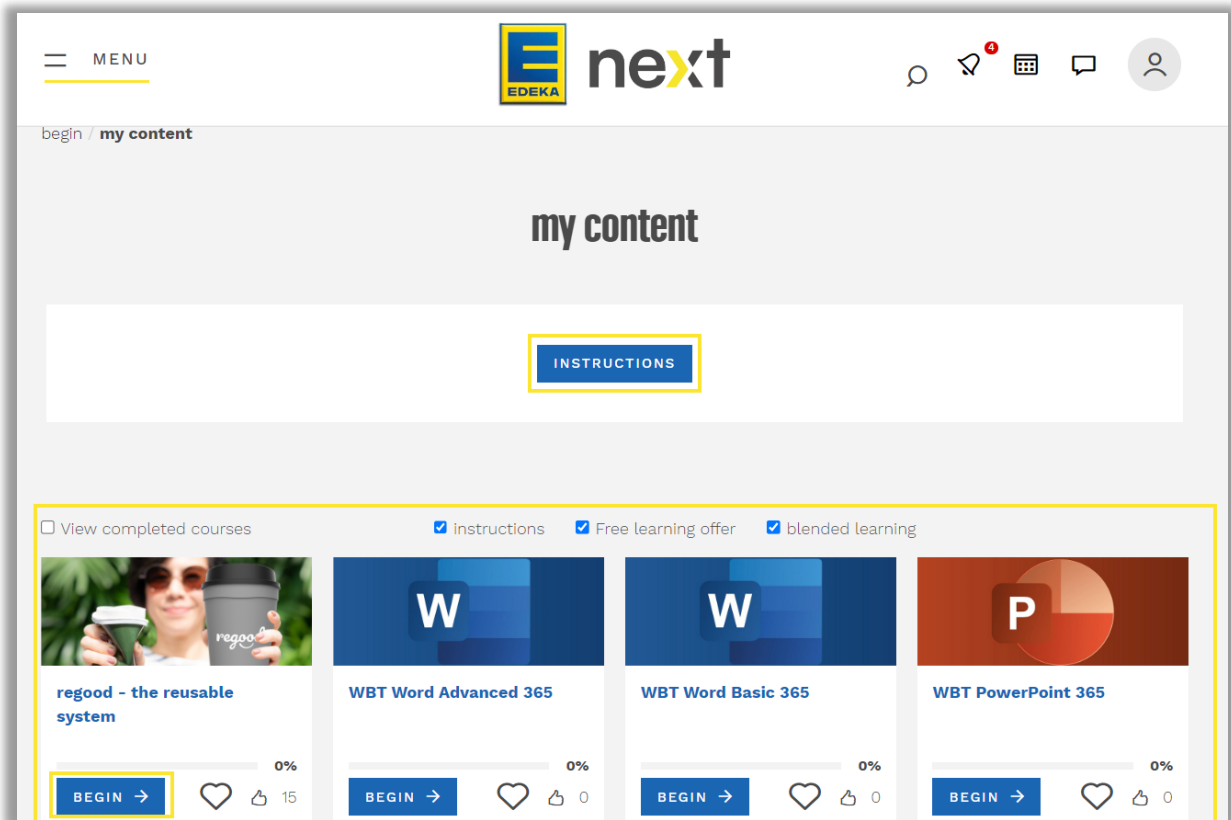 MENU
EDEKA
next
4
begin / my content
my content
INSTRUCTIONS
View completed courses
instructions
Free learning offer
blended learning
regood
W
W
P
regood - the reusable
system
WBT Word Advanced 365
WBT Word Basic 365
WBT PowerPoint 365
0%
0%
0%
0%
BEGIN →
15
BEGIN →
0
BEGIN →
0
BEGIN →
0